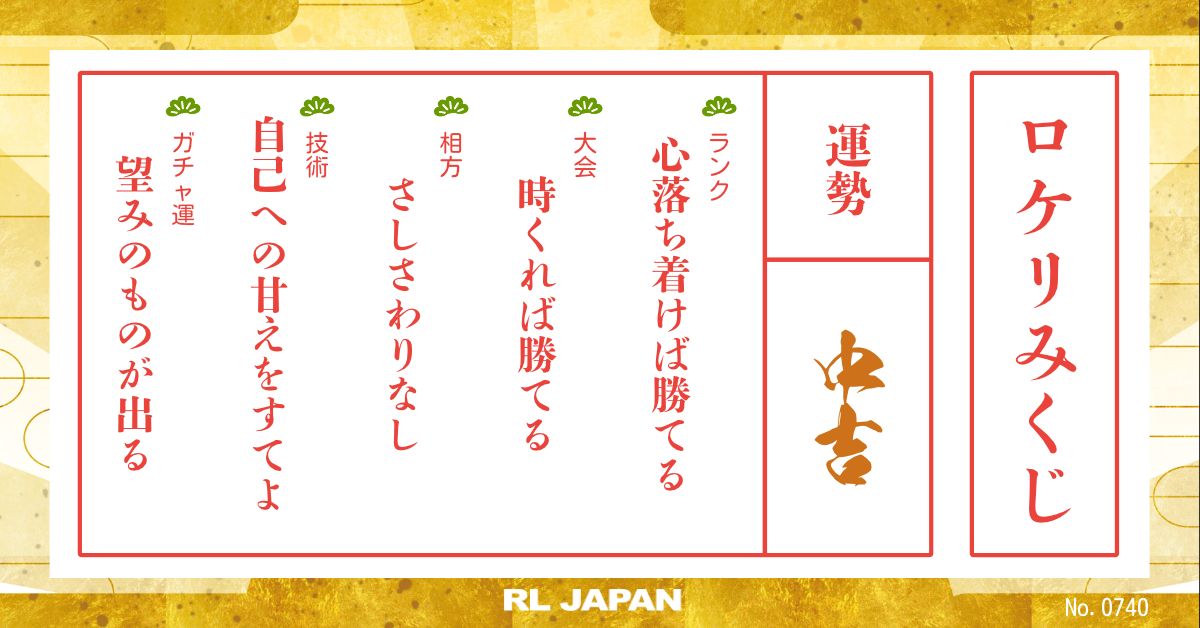 ロケリみくじ
運勢
中吉
ランク
心落ち着けば勝てる
大会
時くれば勝てる
相方
さしさわりなし
技術
自己への甘えをすてよ
ガチャ運
望みのものが出る
RL JAPAN
No. 0740